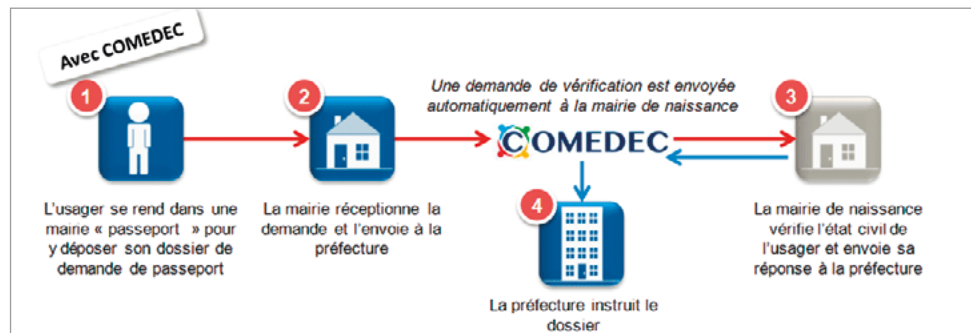 Avec COMEDEC
1
L'usager se rend dans une
mairie « passeport » pour
y déposer son dossier de
demande de passeport
2
La mairie réceptionne la
demande et l'envoie à la
préfecture
Une demande de vérification est envoyée
automatiquement à la mairie de naissance
COMEDEC
3
La mairie de naissance
vérifie l'état civil de
l'usager et envoie sa
réponse à la préfecture
4
La préfecture instruit le
dossier